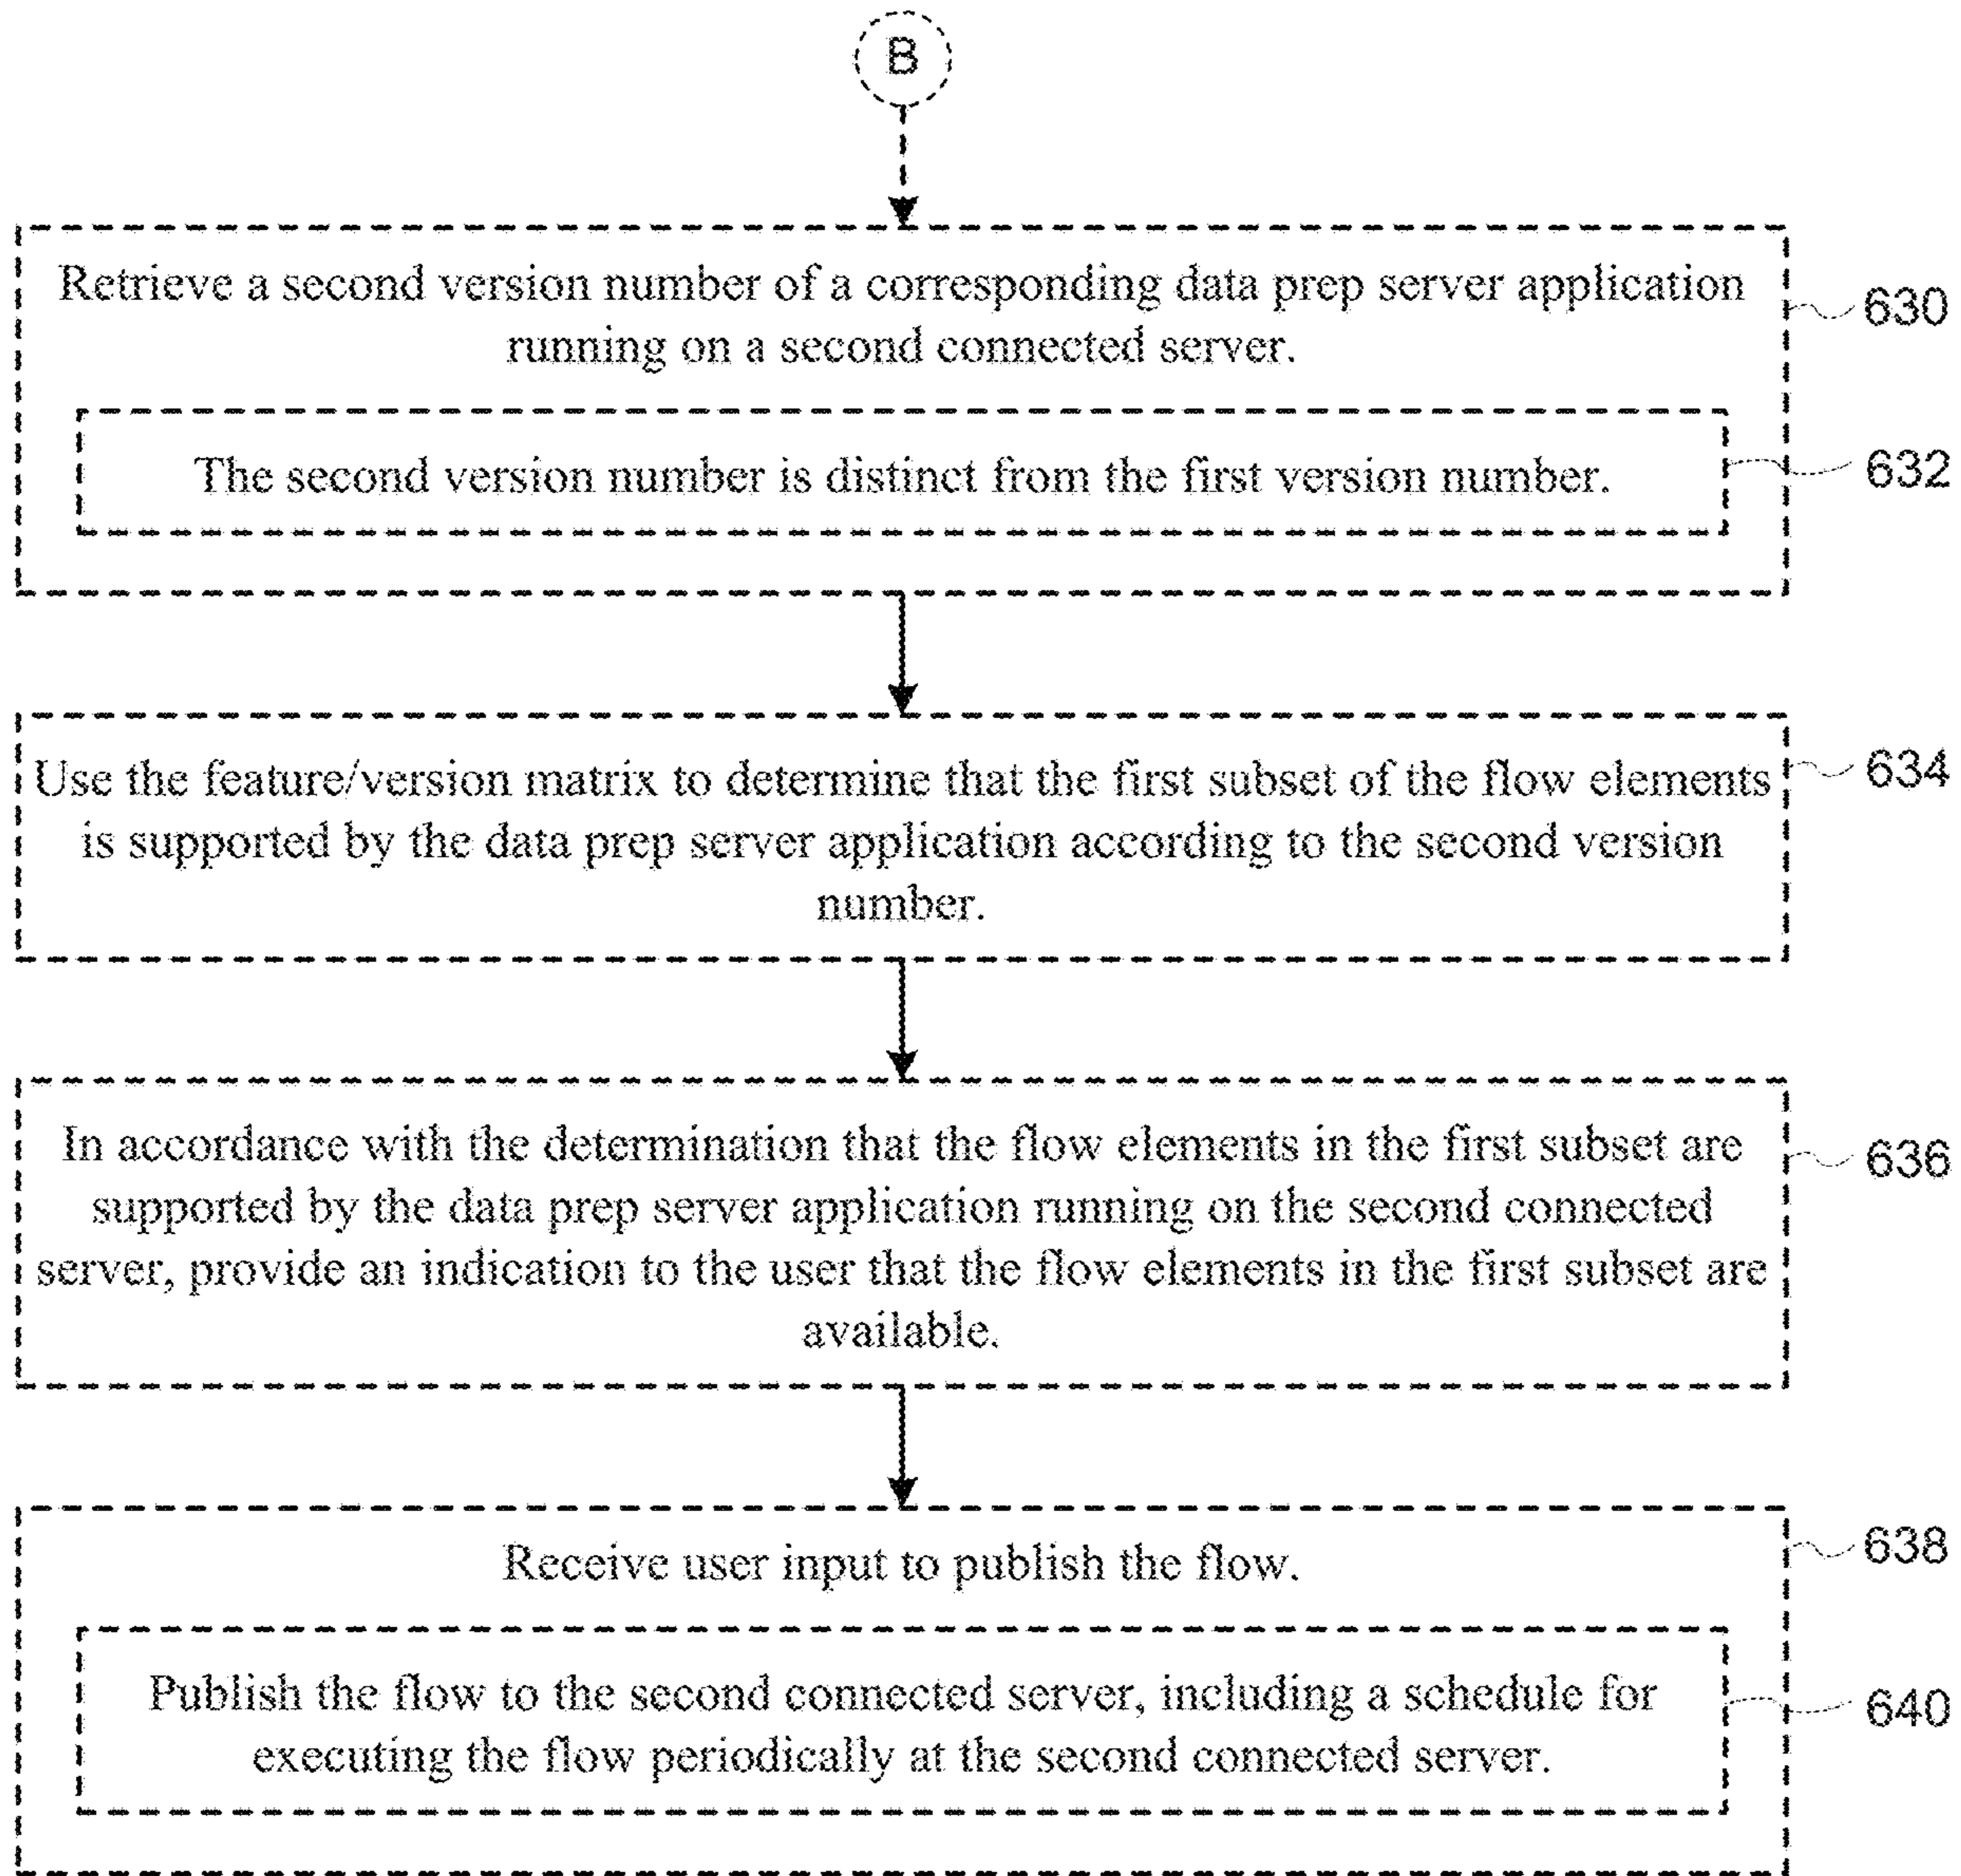 B
Retrieve a second version number of a corresponding data prep server application
running on a second connected server.
630
The second version number is distinct from the first version number.
632
Use the feature/version matrix to determine that the first subset of the flow elements
is supported by the data prep server application according to the second version
number.
634
In accordance with the determination that the flow elements in the first subset are
supported by the data prep server application running on the second connected
server, provide an indication to the user that the flow elements in the first subset are
available.
636
Receive user input to publish the flow.
638
Publish the flow to the second connected server, including a schedule for
executing the flow periodically at the second connected server.
640